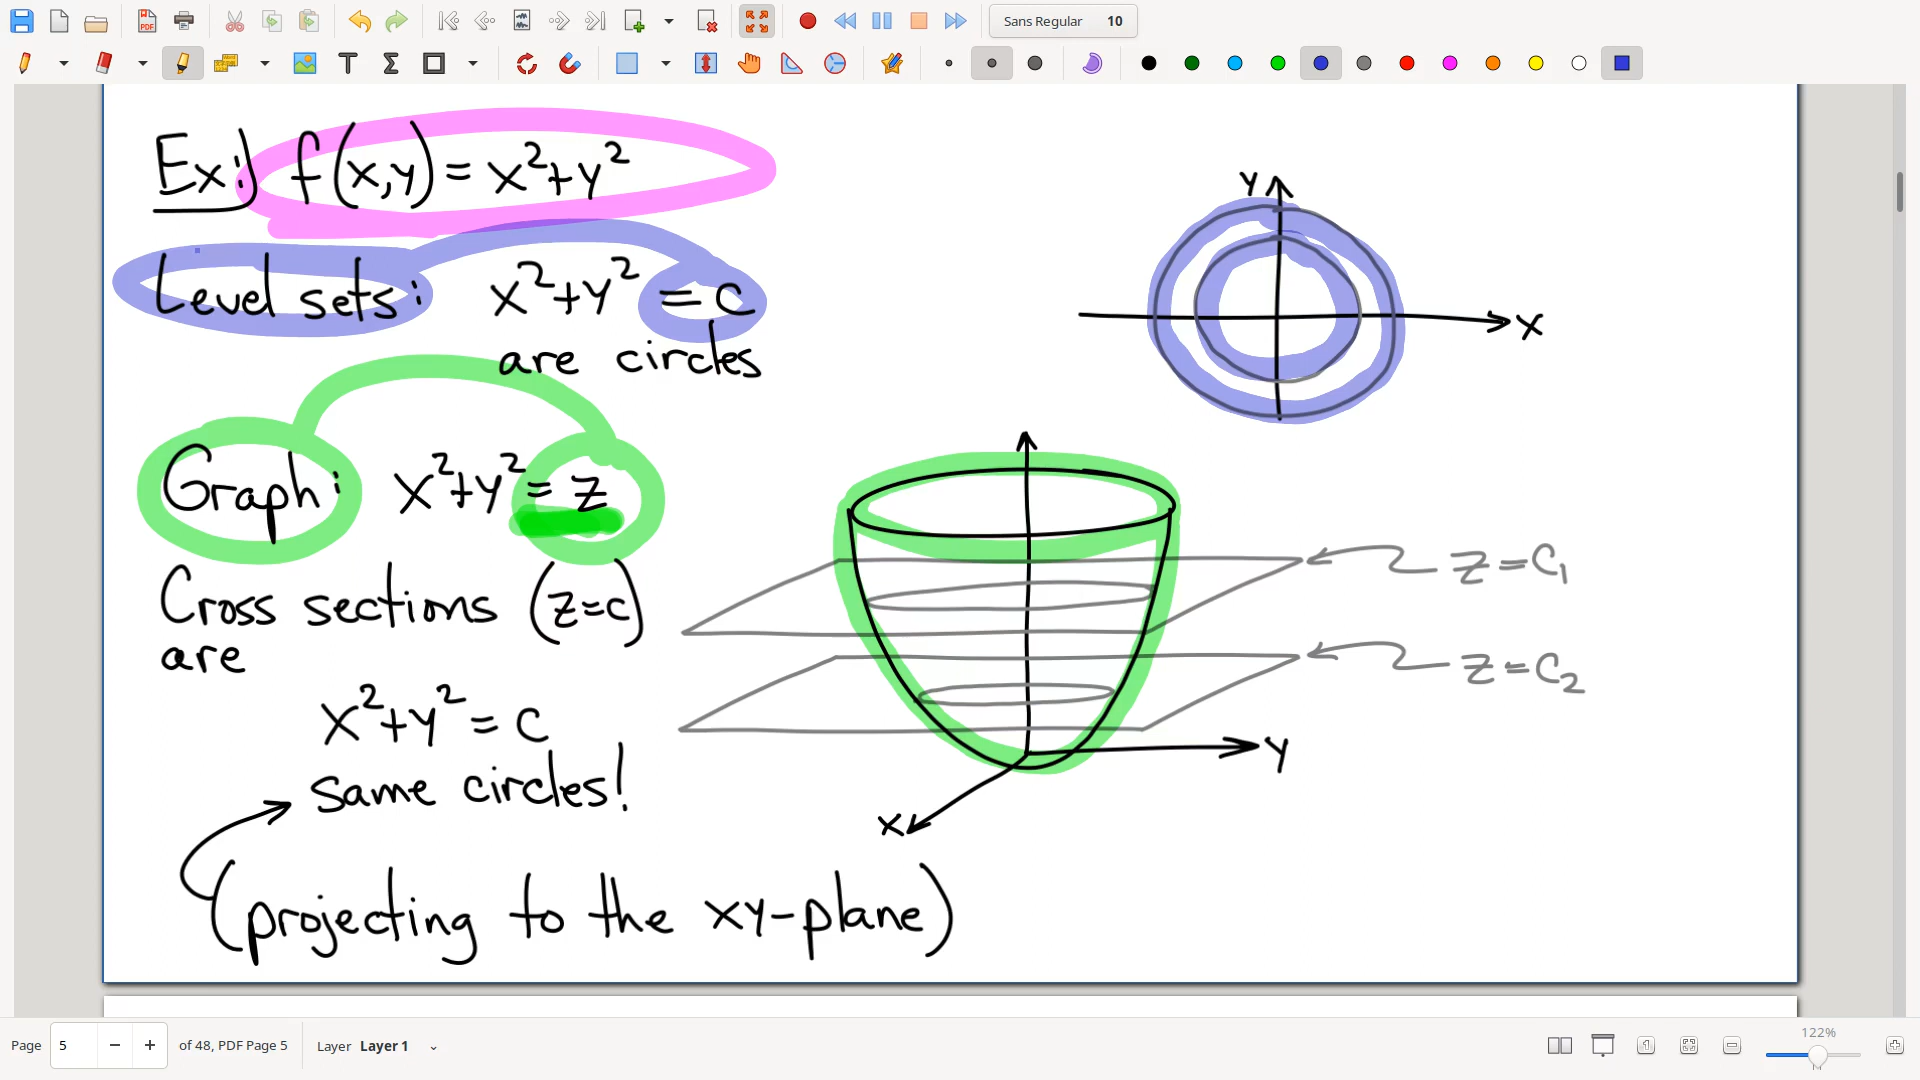 Sans Regular 10
Ex: f(x,y) = x²+y²
Level sets: x²+y² = c
are circles
y
x
Graph: x²+y² = z
Cross sections (z=c)
are
x²+y² = c
same circles!
(projecting to the xy-plane)
z=C₁
z=C₂
y
x
Page 5 − + of 48, PDF Page 5 Layer Layer 1
122%